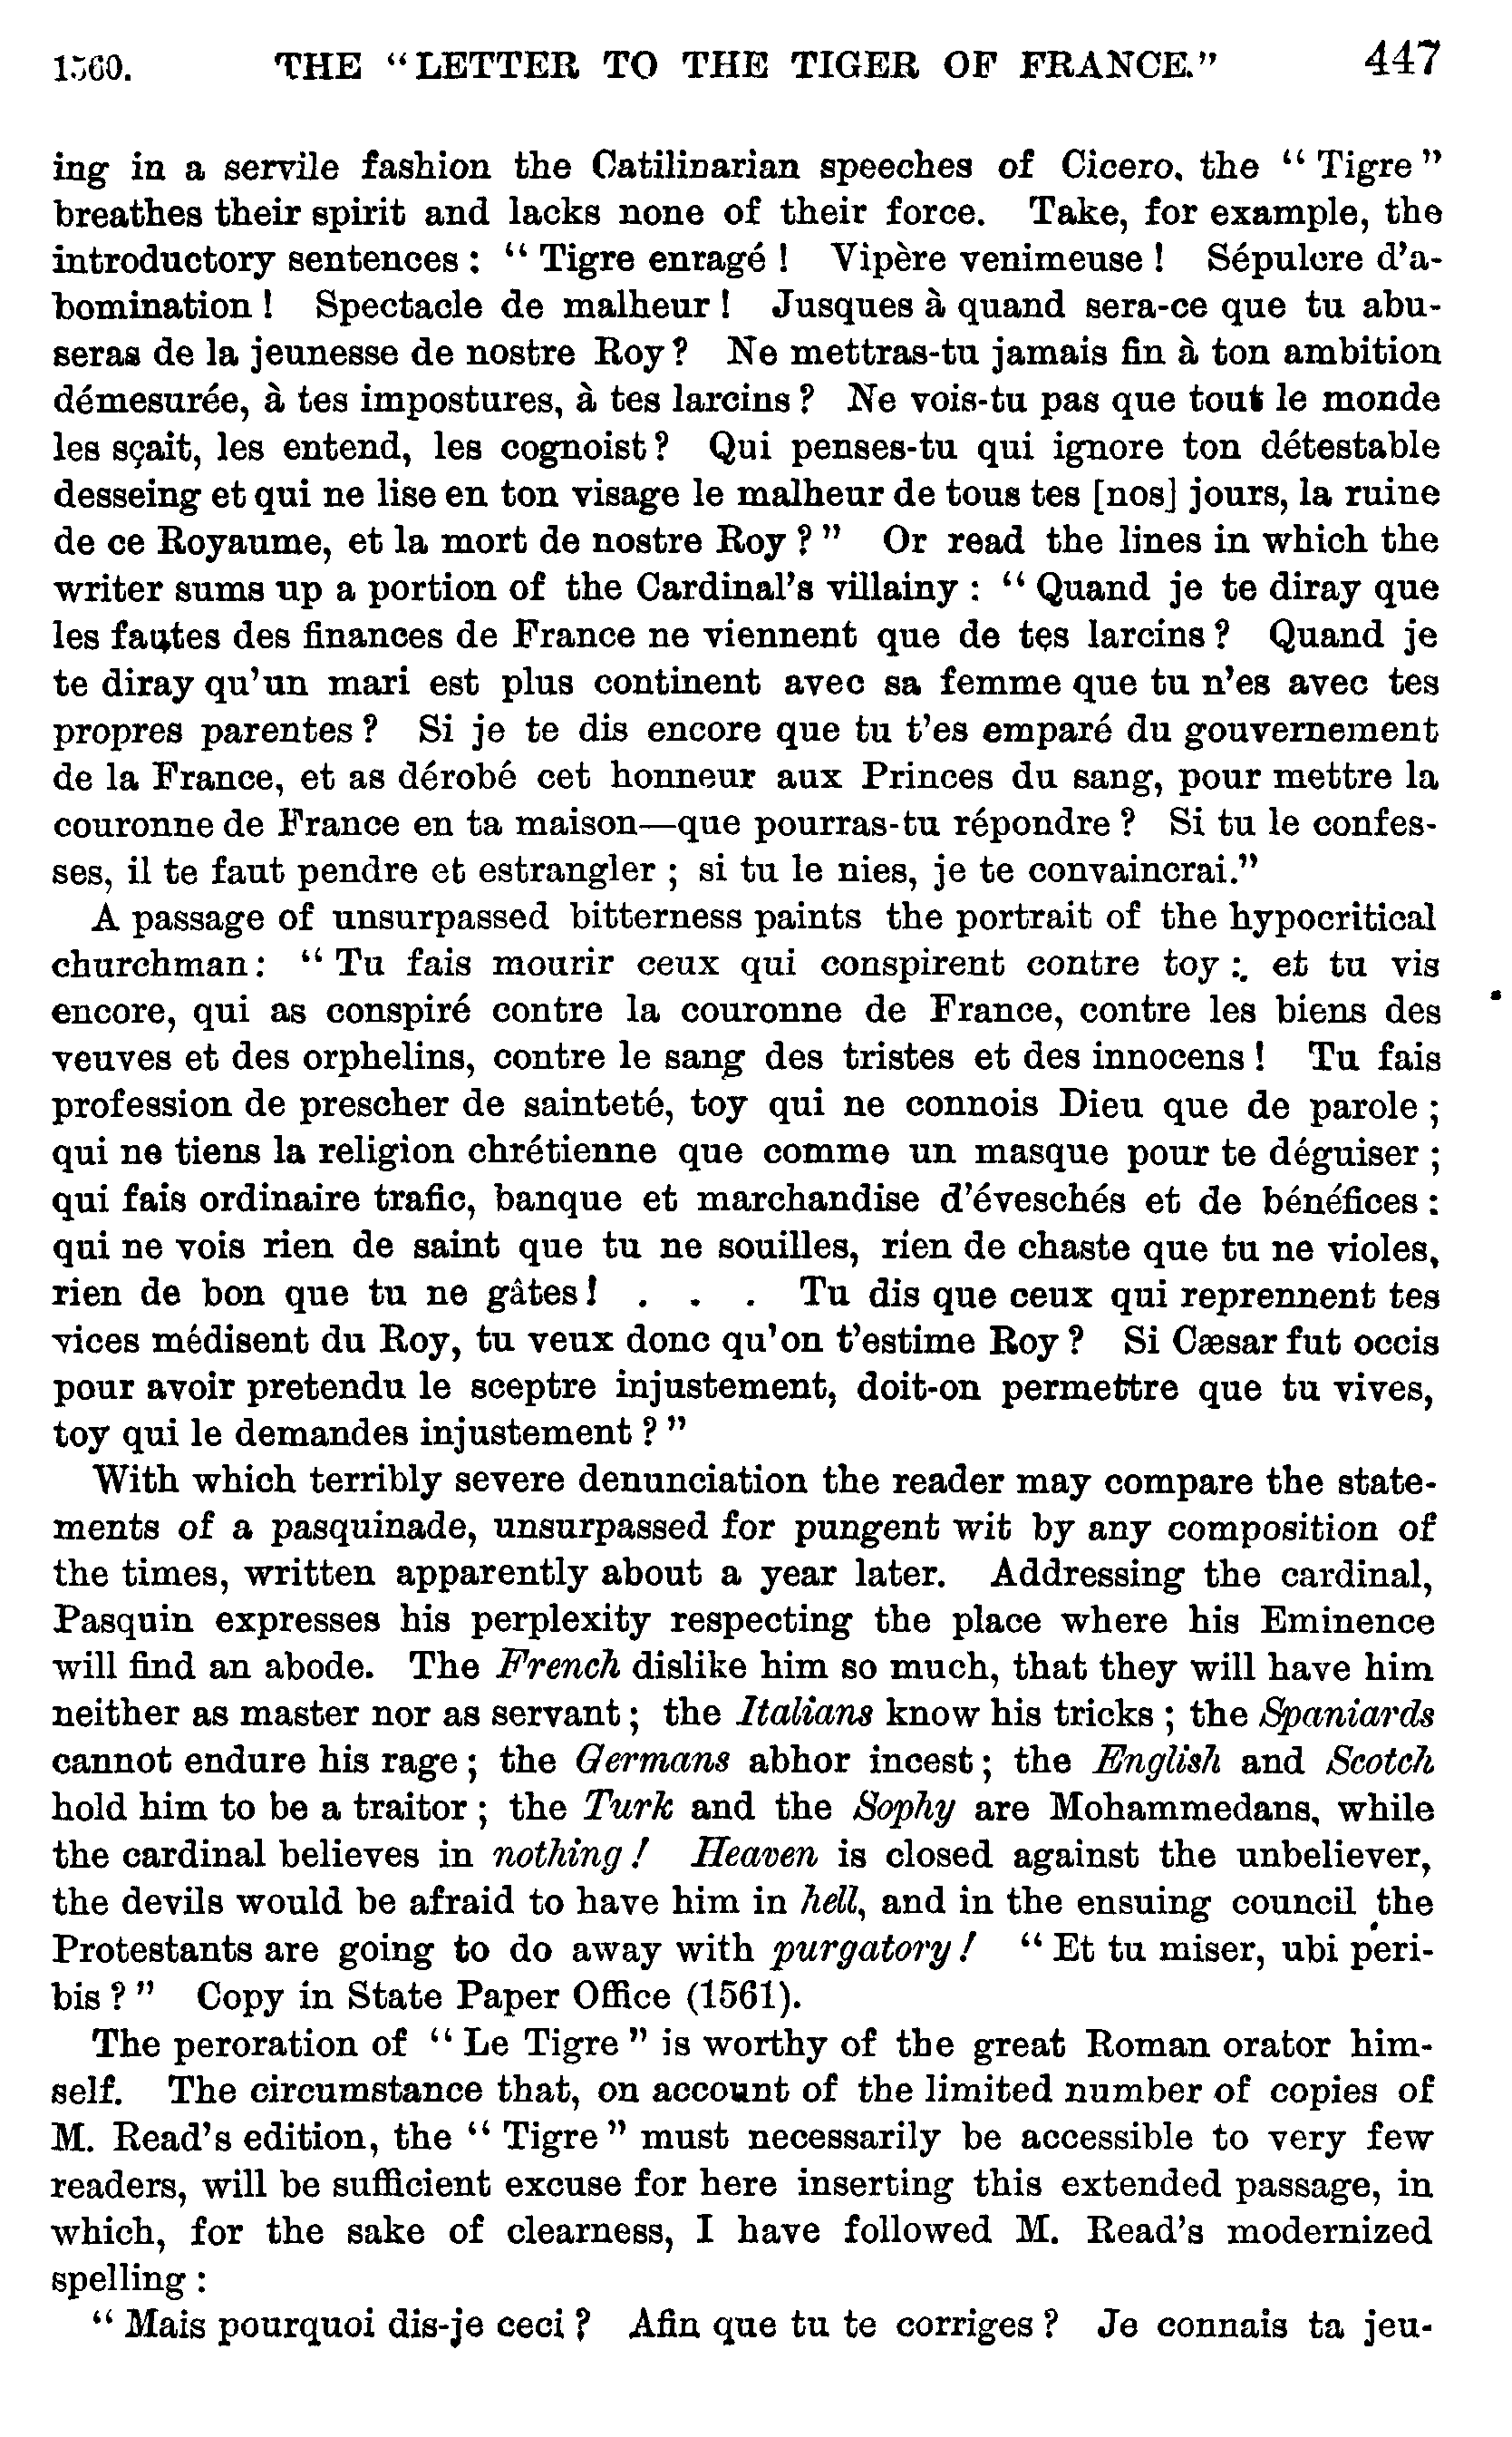 1560. THE "LETTER TO THE TIGER OF FRANCE." 447
ing in a servile fashion the Catilinarian speeches of Cicero, the "Tigre"
breathes their spirit and lacks none of their force. Take, for example, the
introductory sentences: "Tigre enragé! Vipère venimeuse! Sépulcre d'a-
bomination! Spectacle de malheur! Jusques à quand sera-ce que tu abu-
seras de la jeunesse de nostre Roy? Ne mettras-tu jamais fin à ton ambition
démesurée, à tes impostures, à tes larcins? Ne vois-tu pas que tout le monde
les sçait, les entend, les cognoist? Qui penses-tu qui ignore ton détestable
desseing et qui ne lise en ton visage le malheur de tous tes [nos] jours, la ruine
de ce Royaume, et la mort de nostre Roy?" Or read the lines in which the
writer sums up a portion of the Cardinal's villainy: "Quand je te diray que
les fautes des finances de France ne viennent que de tes larcins? Quand je
te diray qu'un mari est plus continent avec sa femme que tu n'es avec tes
propres parentes? Si je te dis encore que tu t'es emparé du gouvernement
de la France, et as dérobé cet honneur aux Princes du sang, pour mettre la
couronne de France en ta maison—que pourras-tu répondre? Si tu le confes-
ses, il te faut pendre et estrangler; si tu le nies, je te convaincrai."
A passage of unsurpassed bitterness paints the portrait of the hypocritical
churchman: "Tu fais mourir ceux qui conspirent contre toy: et tu vis
encore, qui as conspiré contre la couronne de France, contre les biens des
veuves et des orphelins, contre le sang des tristes et des innocens! Tu fais
profession de prescher de sainteté, toy qui ne connois Dieu que de parole;
qui ne tiens la religion chrétienne que comme un masque pour te déguiser;
qui fais ordinaire trafic, banque et marchandise d'éveschés et de bénéfices:
qui ne vois rien de saint que tu ne souilles, rien de chaste que tu ne violes,
rien de bon que tu ne gâtes! . . . Tu dis que ceux qui reprennent tes
vices médisent du Roy, tu veux donc qu'on t'estime Roy? Si Cæsar fut occis
pour avoir pretendu le sceptre injustement, doit-on permettre que tu vives,
toy qui le demandes injustement?"
With which terribly severe denunciation the reader may compare the state-
ments of a pasquinade, unsurpassed for pungent wit by any composition of
the times, written apparently about a year later. Addressing the cardinal,
Pasquin expresses his perplexity respecting the place where his Eminence
will find an abode. The French dislike him so much, that they will have him
neither as master nor as servant; the Italians know his tricks; the Spaniards
cannot endure his rage; the Germans abhor incest; the English and Scotch
hold him to be a traitor; the Turk and the Sophy are Mohammedans, while
the cardinal believes in nothing! Heaven is closed against the unbeliever,
the devils would be afraid to have him in hell, and in the ensuing council the
Protestants are going to do away with purgatory! "Et tu miser, ubi peri-
bis?" Copy in State Paper Office (1561).
The peroration of "Le Tigre" is worthy of the great Roman orator him-
self. The circumstance that, on account of the limited number of copies of
M. Read's edition, the "Tigre" must necessarily be accessible to very few
readers, will be sufficient excuse for here inserting this extended passage, in
which, for the sake of clearness, I have followed M. Read's modernized
spelling:
"Mais pourquoi dis-je ceci? Afin que tu te corriges? Je connais ta jeu-